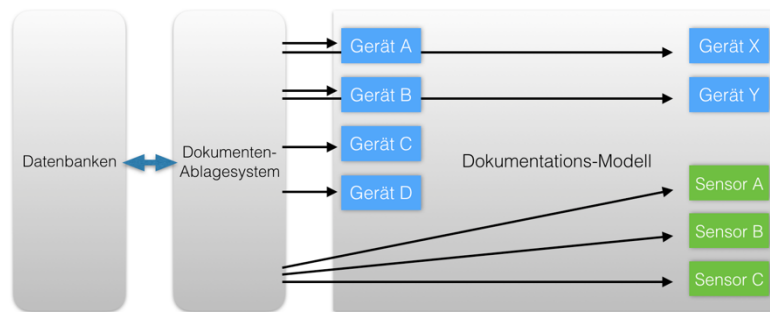 Gerät A
Gerät X
Gerät B
Gerät Y
Datenbanken
Dokumenten-
Ablagesystem
Gerät C
Dokumentations-Modell
Gerät D
Sensor A
Sensor B
Sensor C